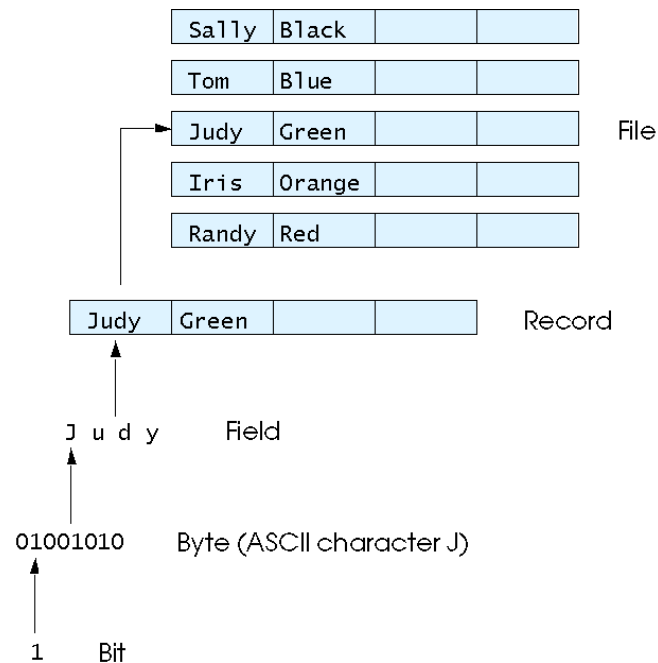 Sally Black
Tom Blue
Judy Green File
Iris Orange
Randy Red
Judy Green Record
J u d y Field
01001010 Byte (ASCII character J)
1 Bit